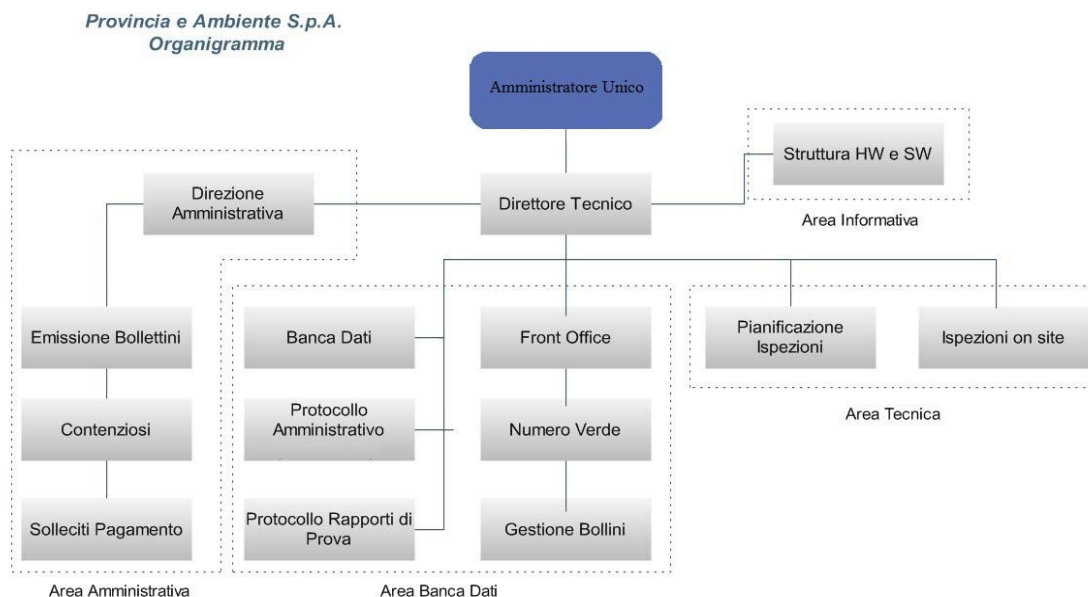 Provincia e Ambiente S.p.A.
Organigramma
Amministratore Unico
Struttura HW e SW
Area Informativa
Direzione
Amministrativa
Direttore Tecnico
Emissione Bollettini
Banca Dati
Front Office
Pianificazione
Ispezioni
Ispezioni on site
Area Tecnica
Contenziosi
Protocollo
Amministrativo
Numero Verde
Solleciti Pagamento
Protocollo Rapporti di
Prova
Gestione Bollini
Area Amministrativa
Area Banca Dati